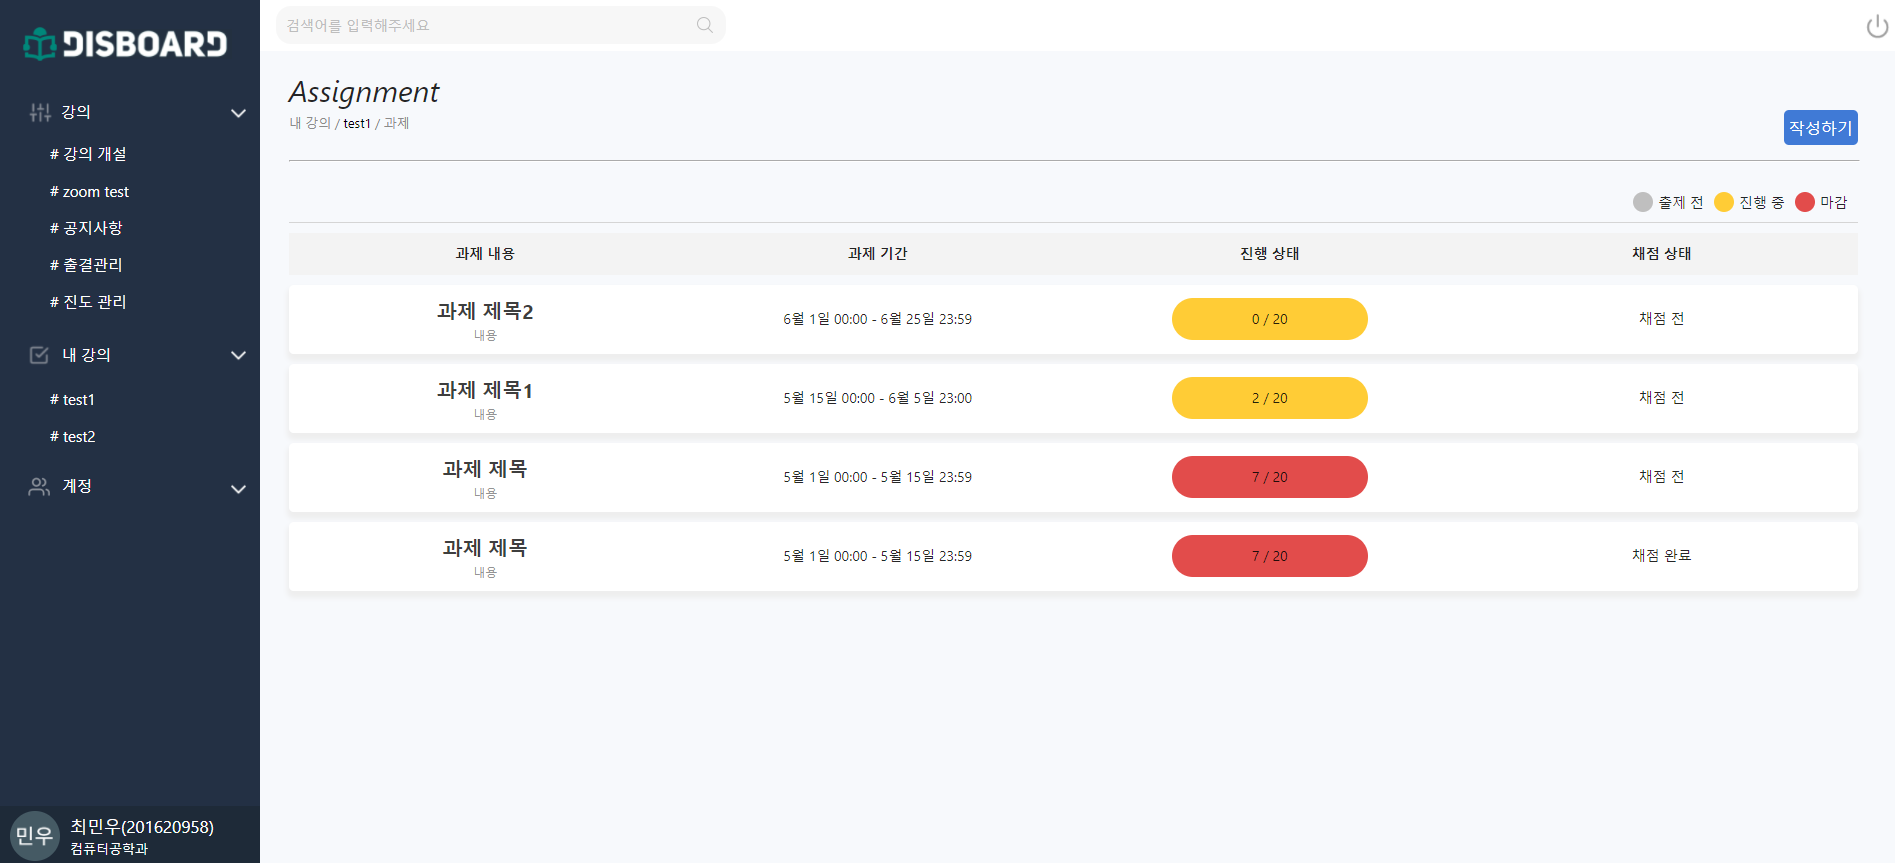 DISBOARD
강의
# 강의 개설
# zoom test
# 공지사항
# 출결관리
# 진도 관리
내 강의
# test1
# test2
계정
민우
최민우(201620958)
컴퓨터공학과
검색어를 입력해주세요
Assignment
내 강의 / test1 / 과제
작성하기
출제 전 진행 중 마감
과제 내용 과제 기간 진행 상태 채점 상태
과제 제목2
내용
6월 1일 00:00 - 6월 25일 23:59
0 / 20
채점 전
과제 제목1
내용
5월 15일 00:00 - 6월 5일 23:00
2 / 20
채점 전
과제 제목
내용
5월 1일 00:00 - 5월 15일 23:59
7 / 20
채점 전
과제 제목
내용
5월 1일 00:00 - 5월 15일 23:59
7 / 20
채점 완료